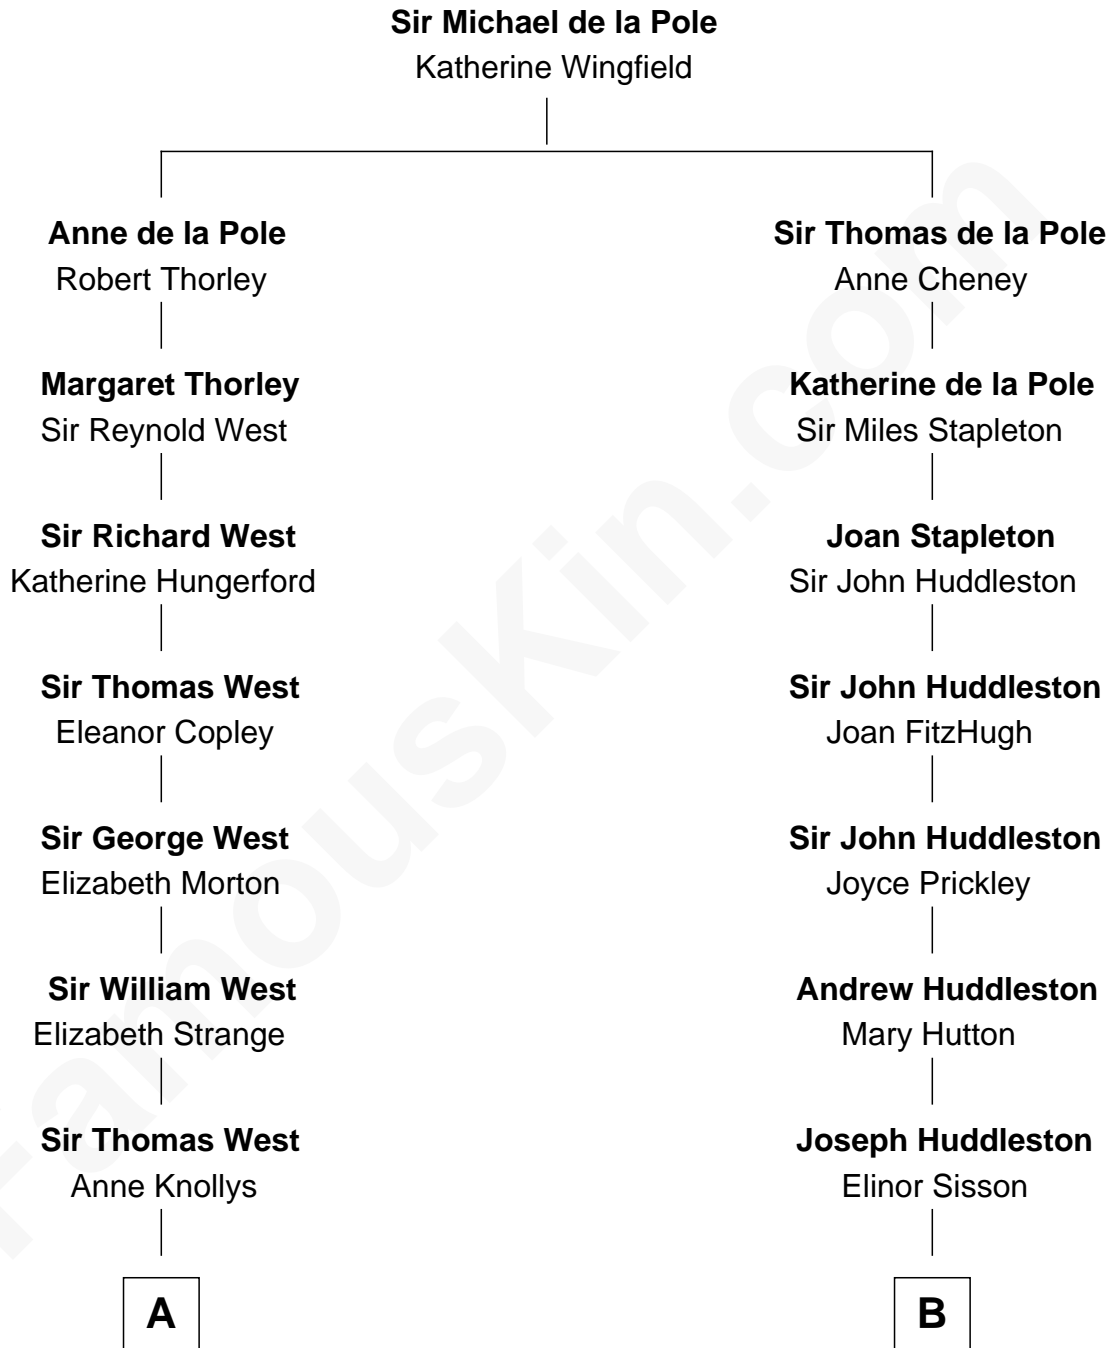 Sir Michael de la Pole
Katherine Wingfield
Anne de la Pole
Robert Thorley
Sir Thomas de la Pole
Anne Cheney
Margaret Thorley
Sir Reynold West
Katherine de la Pole
Sir Miles Stapleton
Sir Richard West
Katherine Hungerford
Joan Stapleton
Sir John Huddleston
Sir Thomas West
Eleanor Copley
Sir John Huddleston
Joan FitzHugh
Sir George West
Elizabeth Morton
Sir John Huddleston
Joyce Prickley
Sir William West
Elizabeth Strange
Andrew Huddleston
Mary Hutton
Sir Thomas West
Anne Knollys
Joseph Huddleston
Elinor Sisson
A
B
FamousKin.com